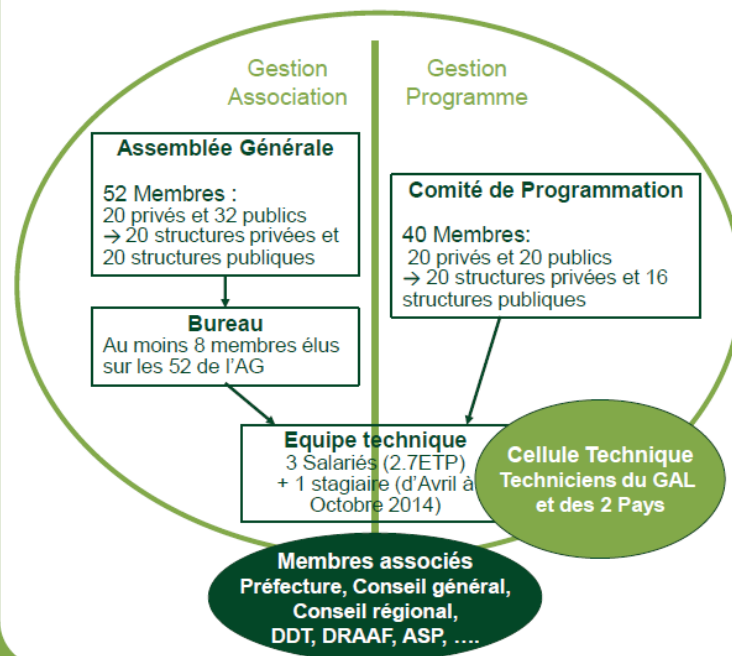 Gestion
Association
Gestion
Programme
Assemblée Générale
52 Membres :
20 privés et 32 publics
→ 20 structures privées et
20 structures publiques
Comité de Programmation
40 Membres:
20 privés et 20 publics
→ 20 structures privées et 16
structures publiques
Bureau
Au moins 8 membres élus
sur les 52 de l'AG
Equipe technique
3 Salariés (2.7ETP)
+ 1 stagiaire (d'Avril à
Octobre 2014)
Cellule Technique
Techniciens du GAL
et des 2 Pays
Membres associés
Préfecture, Conseil général,
Conseil régional,
DDT, DRAAF, ASP, ....